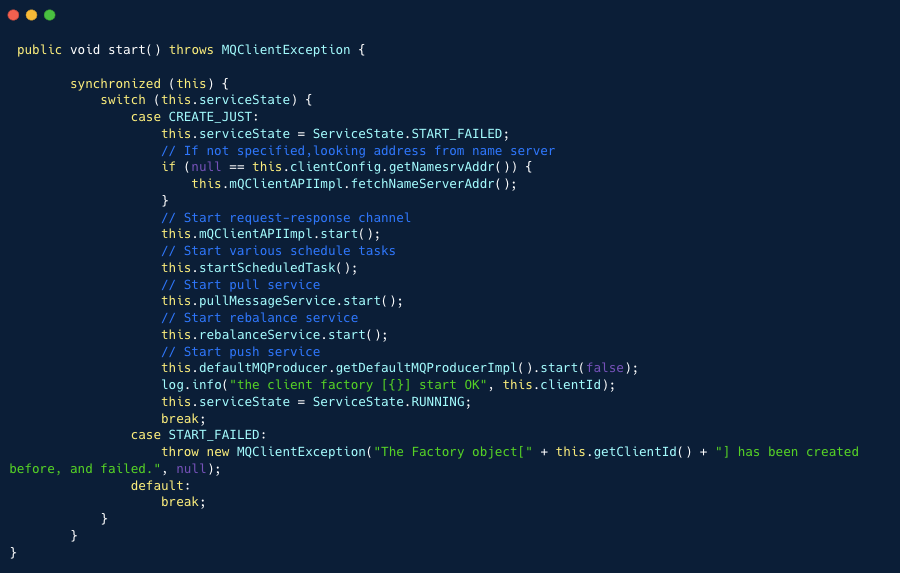 public void start() throws MQClientException {
synchronized (this) {
switch (this.serviceState) {
case CREATE_JUST:
this.serviceState = ServiceState.START_FAILED;
// If not specified,looking address from name server
if (null == this.clientConfig.getNamesrvAddr()) {
this.mQClientAPIImpl.fetchNameServerAddr();
}
// Start request-response channel
this.mQClientAPIImpl.start();
// Start various schedule tasks
this.startScheduledTask();
// Start pull service
this.pullMessageService.start();
// Start rebalance service
this.rebalanceService.start();
// Start push service
this.defaultMQProducer.getDefaultMQProducerImpl().start(false);
log.info("the client factory [{}] start OK", this.clientId);
this.serviceState = ServiceState.RUNNING;
break;
case START_FAILED:
throw new MQClientException("The Factory object[" + this.getClientId() + "] has been created
before, and failed.", null);
default:
break;
}
}
}